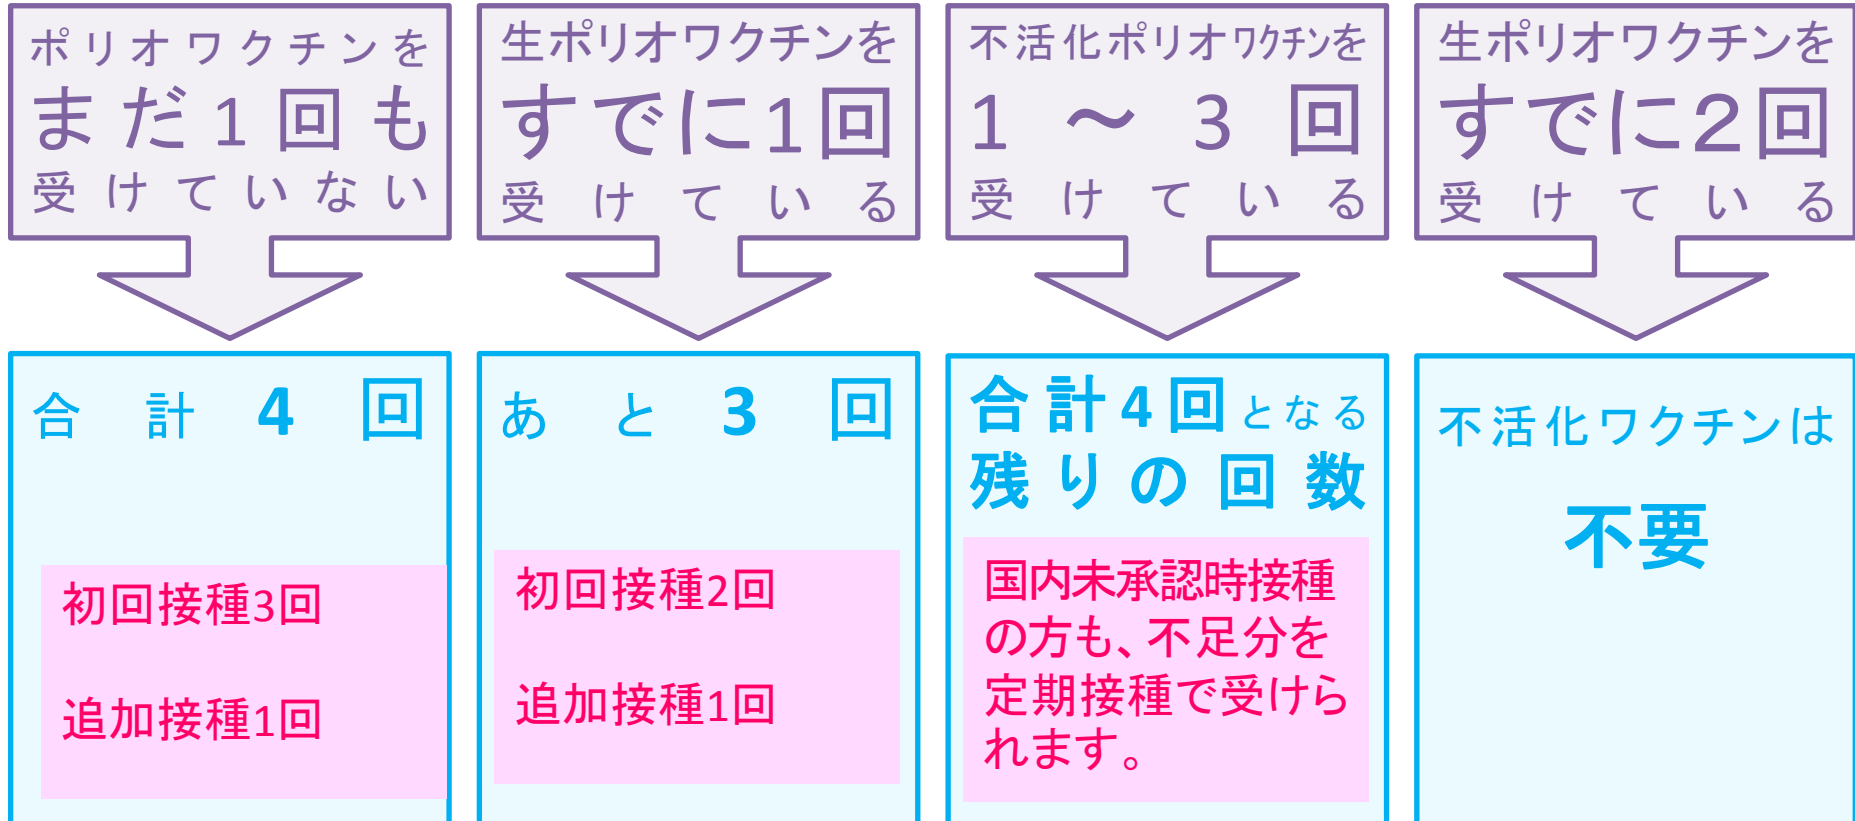 ポリオワクチンを
まだ1回も
受けていない
生ポリオワクチンを
すでに1回
受けている
不活化ポリオワクチンを
1～3回
受けている
生ポリオワクチンを
すでに２回
受けている
合計4回
初回接種3回
追加接種1回
あと3回
初回接種2回
追加接種1回
合計4回となる
残りの回数
国内未承認時接種
の方も、不足分を
定期接種で受けら
れます。
不活化ワクチンは
不要